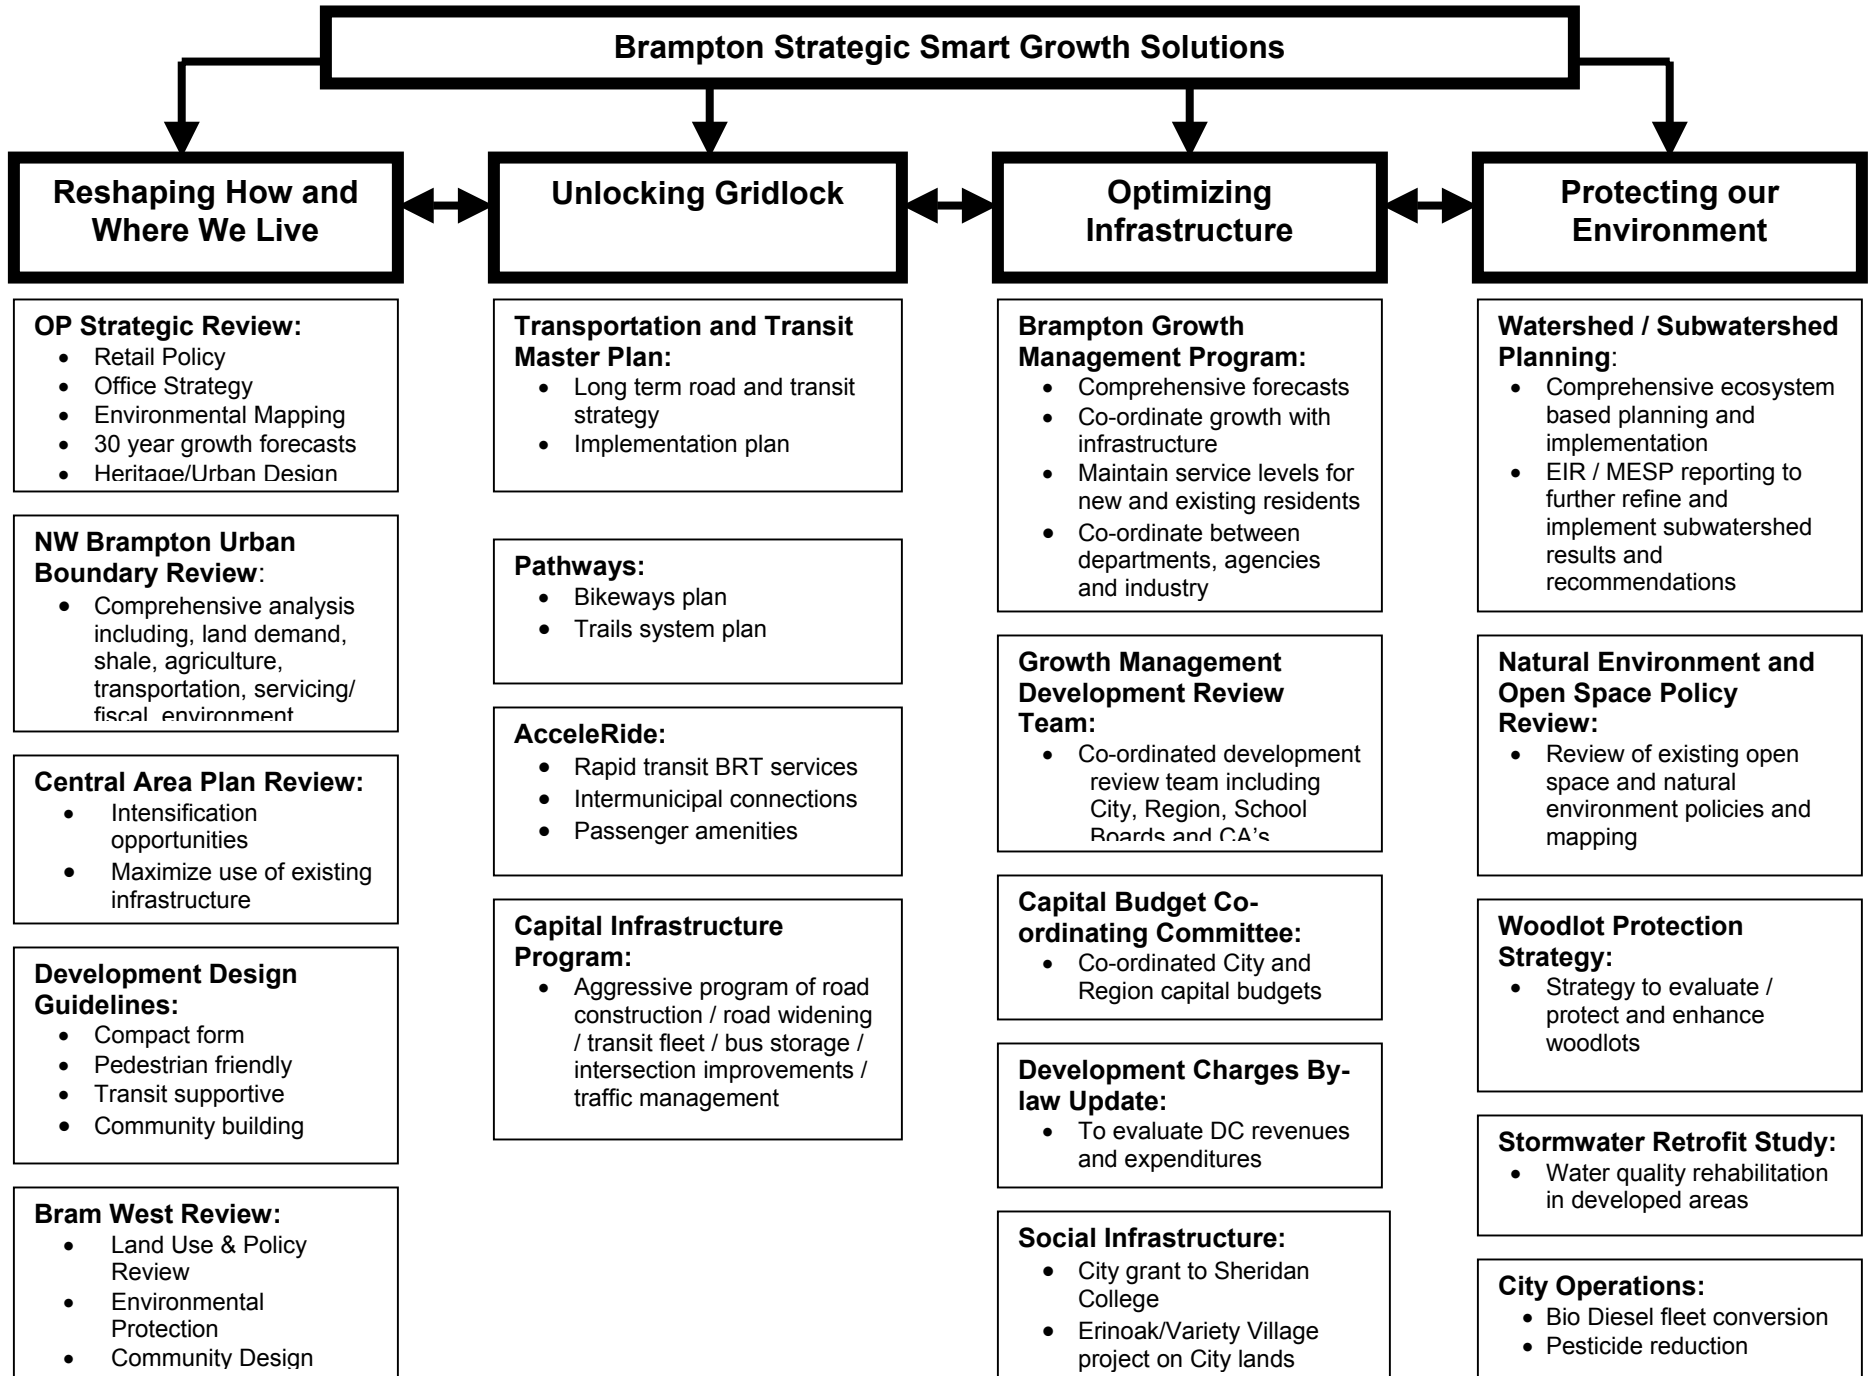 Brampton Strategic Smart Growth Solutions
Reshaping How and
Where We Live
Unlocking Gridlock
Optimizing
Infrastructure
Protecting our
Environment
OP Strategic Review:
• Retail Policy
• Office Strategy
• Environmental Mapping
• 30 year growth forecasts
• Heritage/Urban Design
NW Brampton Urban
Boundary Review:
• Comprehensive analysis
including, land demand,
shale, agriculture,
transportation, servicing/
fiscal, environment
Central Area Plan Review:
• Intensification
opportunities
• Maximize use of existing
infrastructure
Development Design
Guidelines:
• Compact form
• Pedestrian friendly
• Transit supportive
• Community building
Bram West Review:
• Land Use & Policy
Review
• Environmental
Protection
• Community Design
Transportation and Transit
Master Plan:
• Long term road and transit
strategy
• Implementation plan
Pathways:
• Bikeways plan
• Trails system plan
AcceleRide:
• Rapid transit BRT services
• Intermunicipal connections
• Passenger amenities
Capital Infrastructure
Program:
• Aggressive program of road
construction / road widening
/ transit fleet / bus storage /
intersection improvements /
traffic management
Brampton Growth
Management Program:
• Comprehensive forecasts
• Co-ordinate growth with
infrastructure
• Maintain service levels for
new and existing residents
• Co-ordinate between
departments, agencies
and industry
Growth Management
Development Review
Team:
• Co-ordinated development
review team including
City, Region, School
Boards and CA's
Capital Budget Co-
ordinating Committee:
• Co-ordinated City and
Region capital budgets
Development Charges By-
law Update:
• To evaluate DC revenues
and expenditures
Social Infrastructure:
• City grant to Sheridan
College
• Erinoak/Variety Village
project on City lands
Watershed / Subwatershed
Planning:
• Comprehensive ecosystem
based planning and
implementation
• EIR / MESP reporting to
further refine and
implement subwatershed
results and
recommendations
Natural Environment and
Open Space Policy
Review:
• Review of existing open
space and natural
environment policies and
mapping
Woodlot Protection
Strategy:
• Strategy to evaluate /
protect and enhance
woodlots
Stormwater Retrofit Study:
• Water quality rehabilitation
in developed areas
City Operations:
• Bio Diesel fleet conversion
• Pesticide reduction